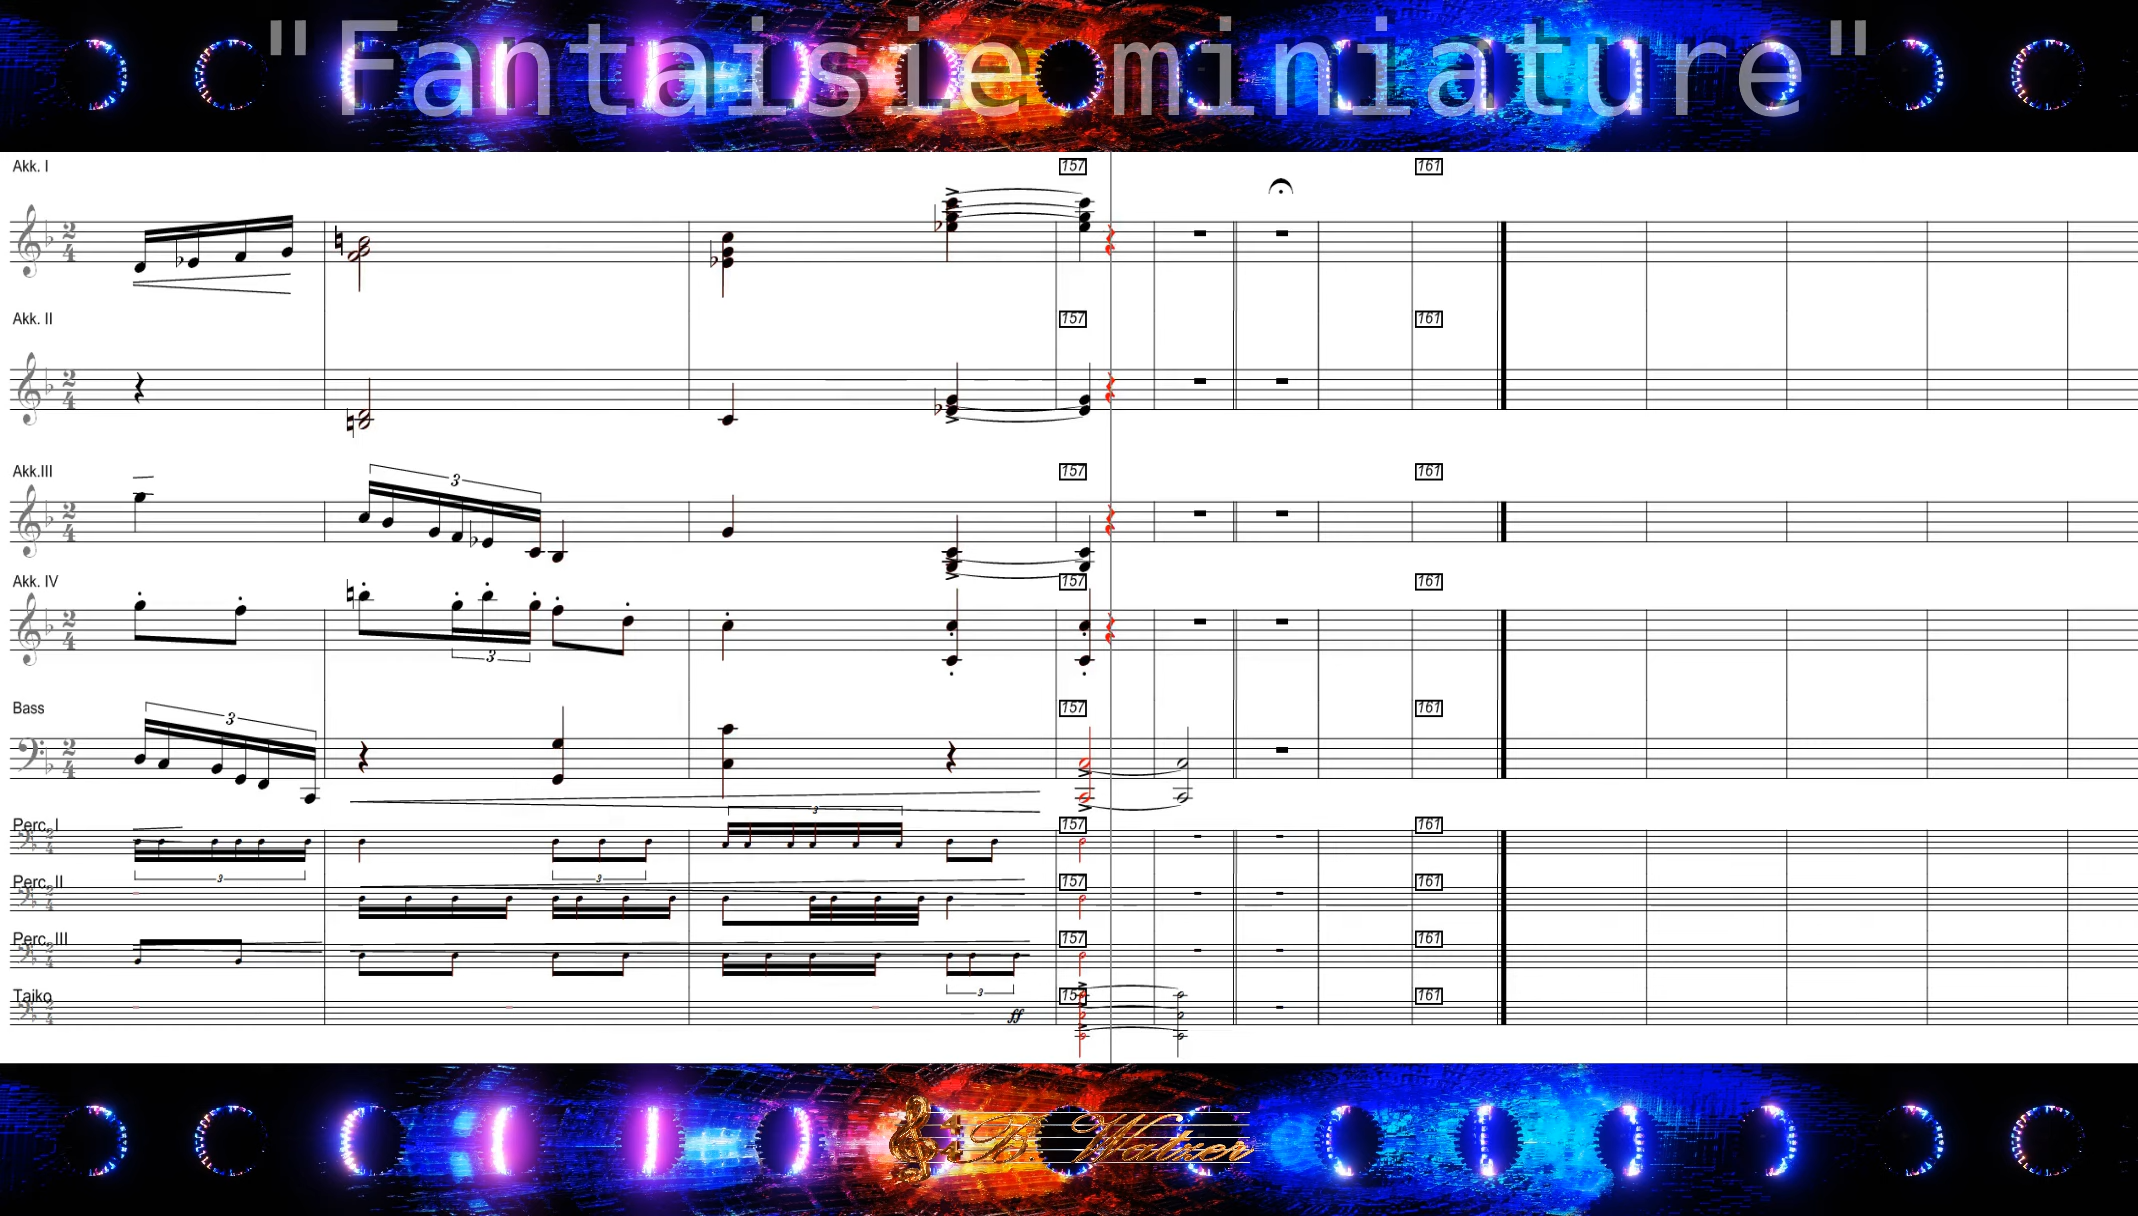 "Fantaisie miniature"
Akk. I
157
161
Akk. II
157
161
Akk.III
3
157
161
Akk. IV
3
157
161
Bass
3
157
161
Perc. I
3
3
3
157
161
Perc. II
157
161
Perc. III
3
157
161
Taiko
ff
157
161
B. Watzer